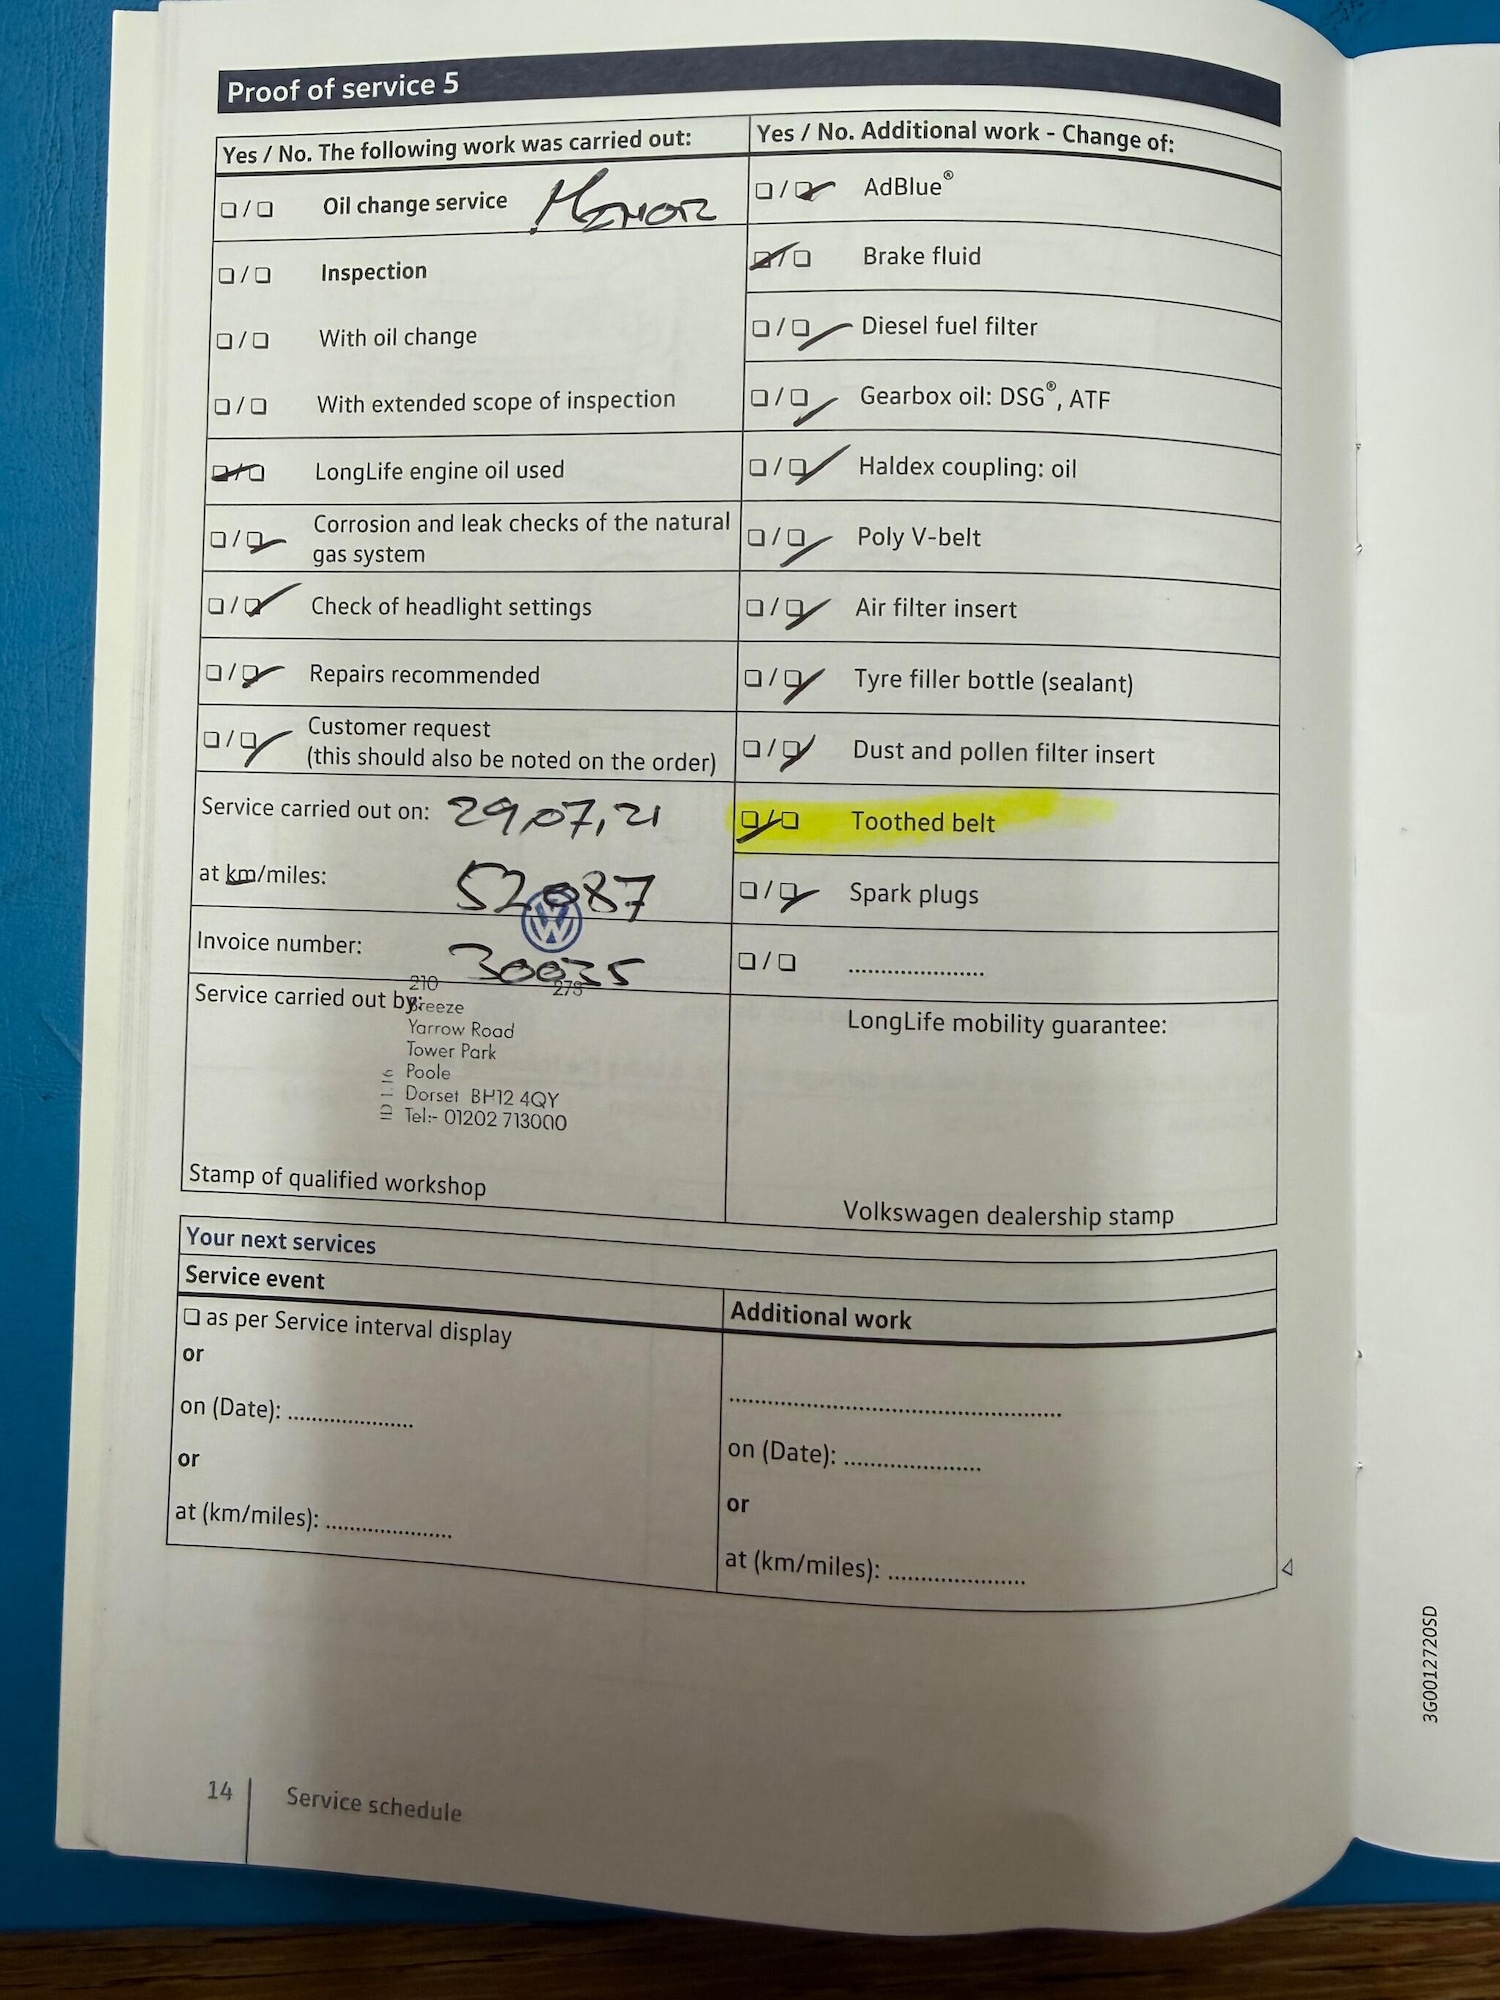 Proof of service 5
Yes / No. The following work was carried out:
❏ / ❏ Oil change service Minor
❏ / ❏ Inspection
❏ / ❏ With oil change
❏ / ❏ With extended scope of inspection
❏ / ❏ LongLife engine oil used
❏ / ❏ Corrosion and leak checks of the natural
gas system
❏ / ❏ Check of headlight settings
❏ / ❏ Repairs recommended
❏ / ❏ Customer request
(this should also be noted on the order)
Service carried out on: 29,07,21
at km/miles: 52087
Invoice number: 30035
Service carried out by:
210 279
Breeze
Yarrow Road
Tower Park
Poole
Dorset BH12 4QY
Tel:- 01202 713000
Stamp of qualified workshop
Yes / No. Additional work - Change of:
❏ / ❏ AdBlue®
❏ / ❏ Brake fluid
❏ / ❏ Diesel fuel filter
❏ / ❏ Gearbox oil: DSG®, ATF
❏ / ❏ Haldex coupling: oil
❏ / ❏ Poly V-belt
❏ / ❏ Air filter insert
❏ / ❏ Tyre filler bottle (sealant)
❏ / ❏ Dust and pollen filter insert
❏ / ❏ Toothed belt
❏ / ❏ Spark plugs
❏ / ❏ ......................
LongLife mobility guarantee:
Volkswagen dealership stamp
Your next services
Service event
❏ as per Service interval display
or
on (Date): ....................
or
at (km/miles): ....................
Additional work
......................................................
on (Date): ......................
or
at (km/miles): ......................
14 Service schedule
3G0012720SD